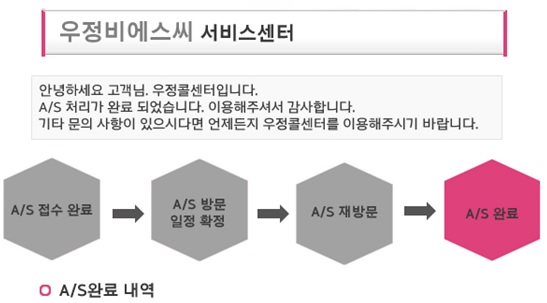 우정비에스씨 서비스센터
안녕하세요 고객님. 우정콜센터입니다.
A/S 처리가 완료 되었습니다. 이용해주셔서 감사합니다.
기타 문의 사항이 있으시다면 언제든지 우정콜센터를 이용해주시기 바랍니다.
A/S 접수 완료
A/S 방문
일정 확정
A/S 재방문
A/S 완료
A/S완료 내역